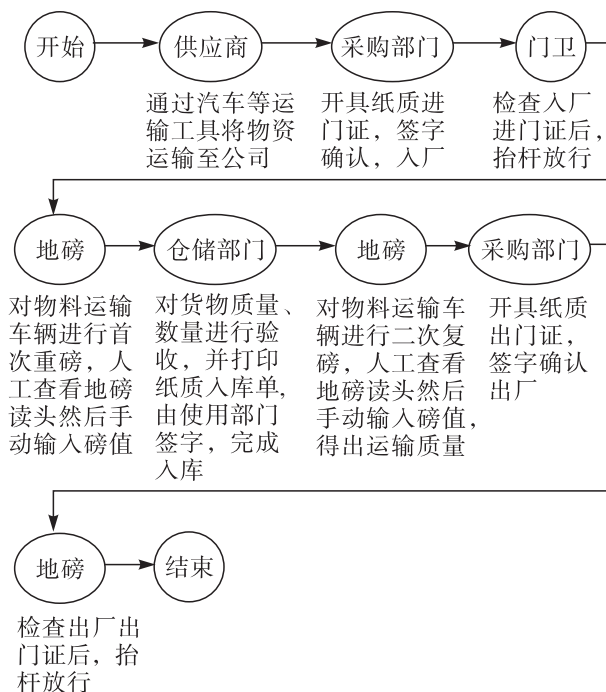 开始
供应商
采购部门
门卫
通过汽车等运
输工具将物资
运输至公司
开具纸质进
门证，签字
确认，入厂
检查入厂
进门证后，
抬杆放行
地磅
仓储部门
地磅
采购部门
对物料运输
车辆进行首
次重磅，人
工查看地磅
读头然后手
动输入磅值
对货物质量、
数量进行验
收，并打印
纸质入库单，
由使用部门
签字，完成
入库
对物料运输车
辆进行二次复
磅，人工查看
地磅读头然后
手动输入磅值，
得出运输质量
开具纸质
出门证，
签字确认
出厂
地磅
结束
检查出厂出
门证后，抬
杆放行